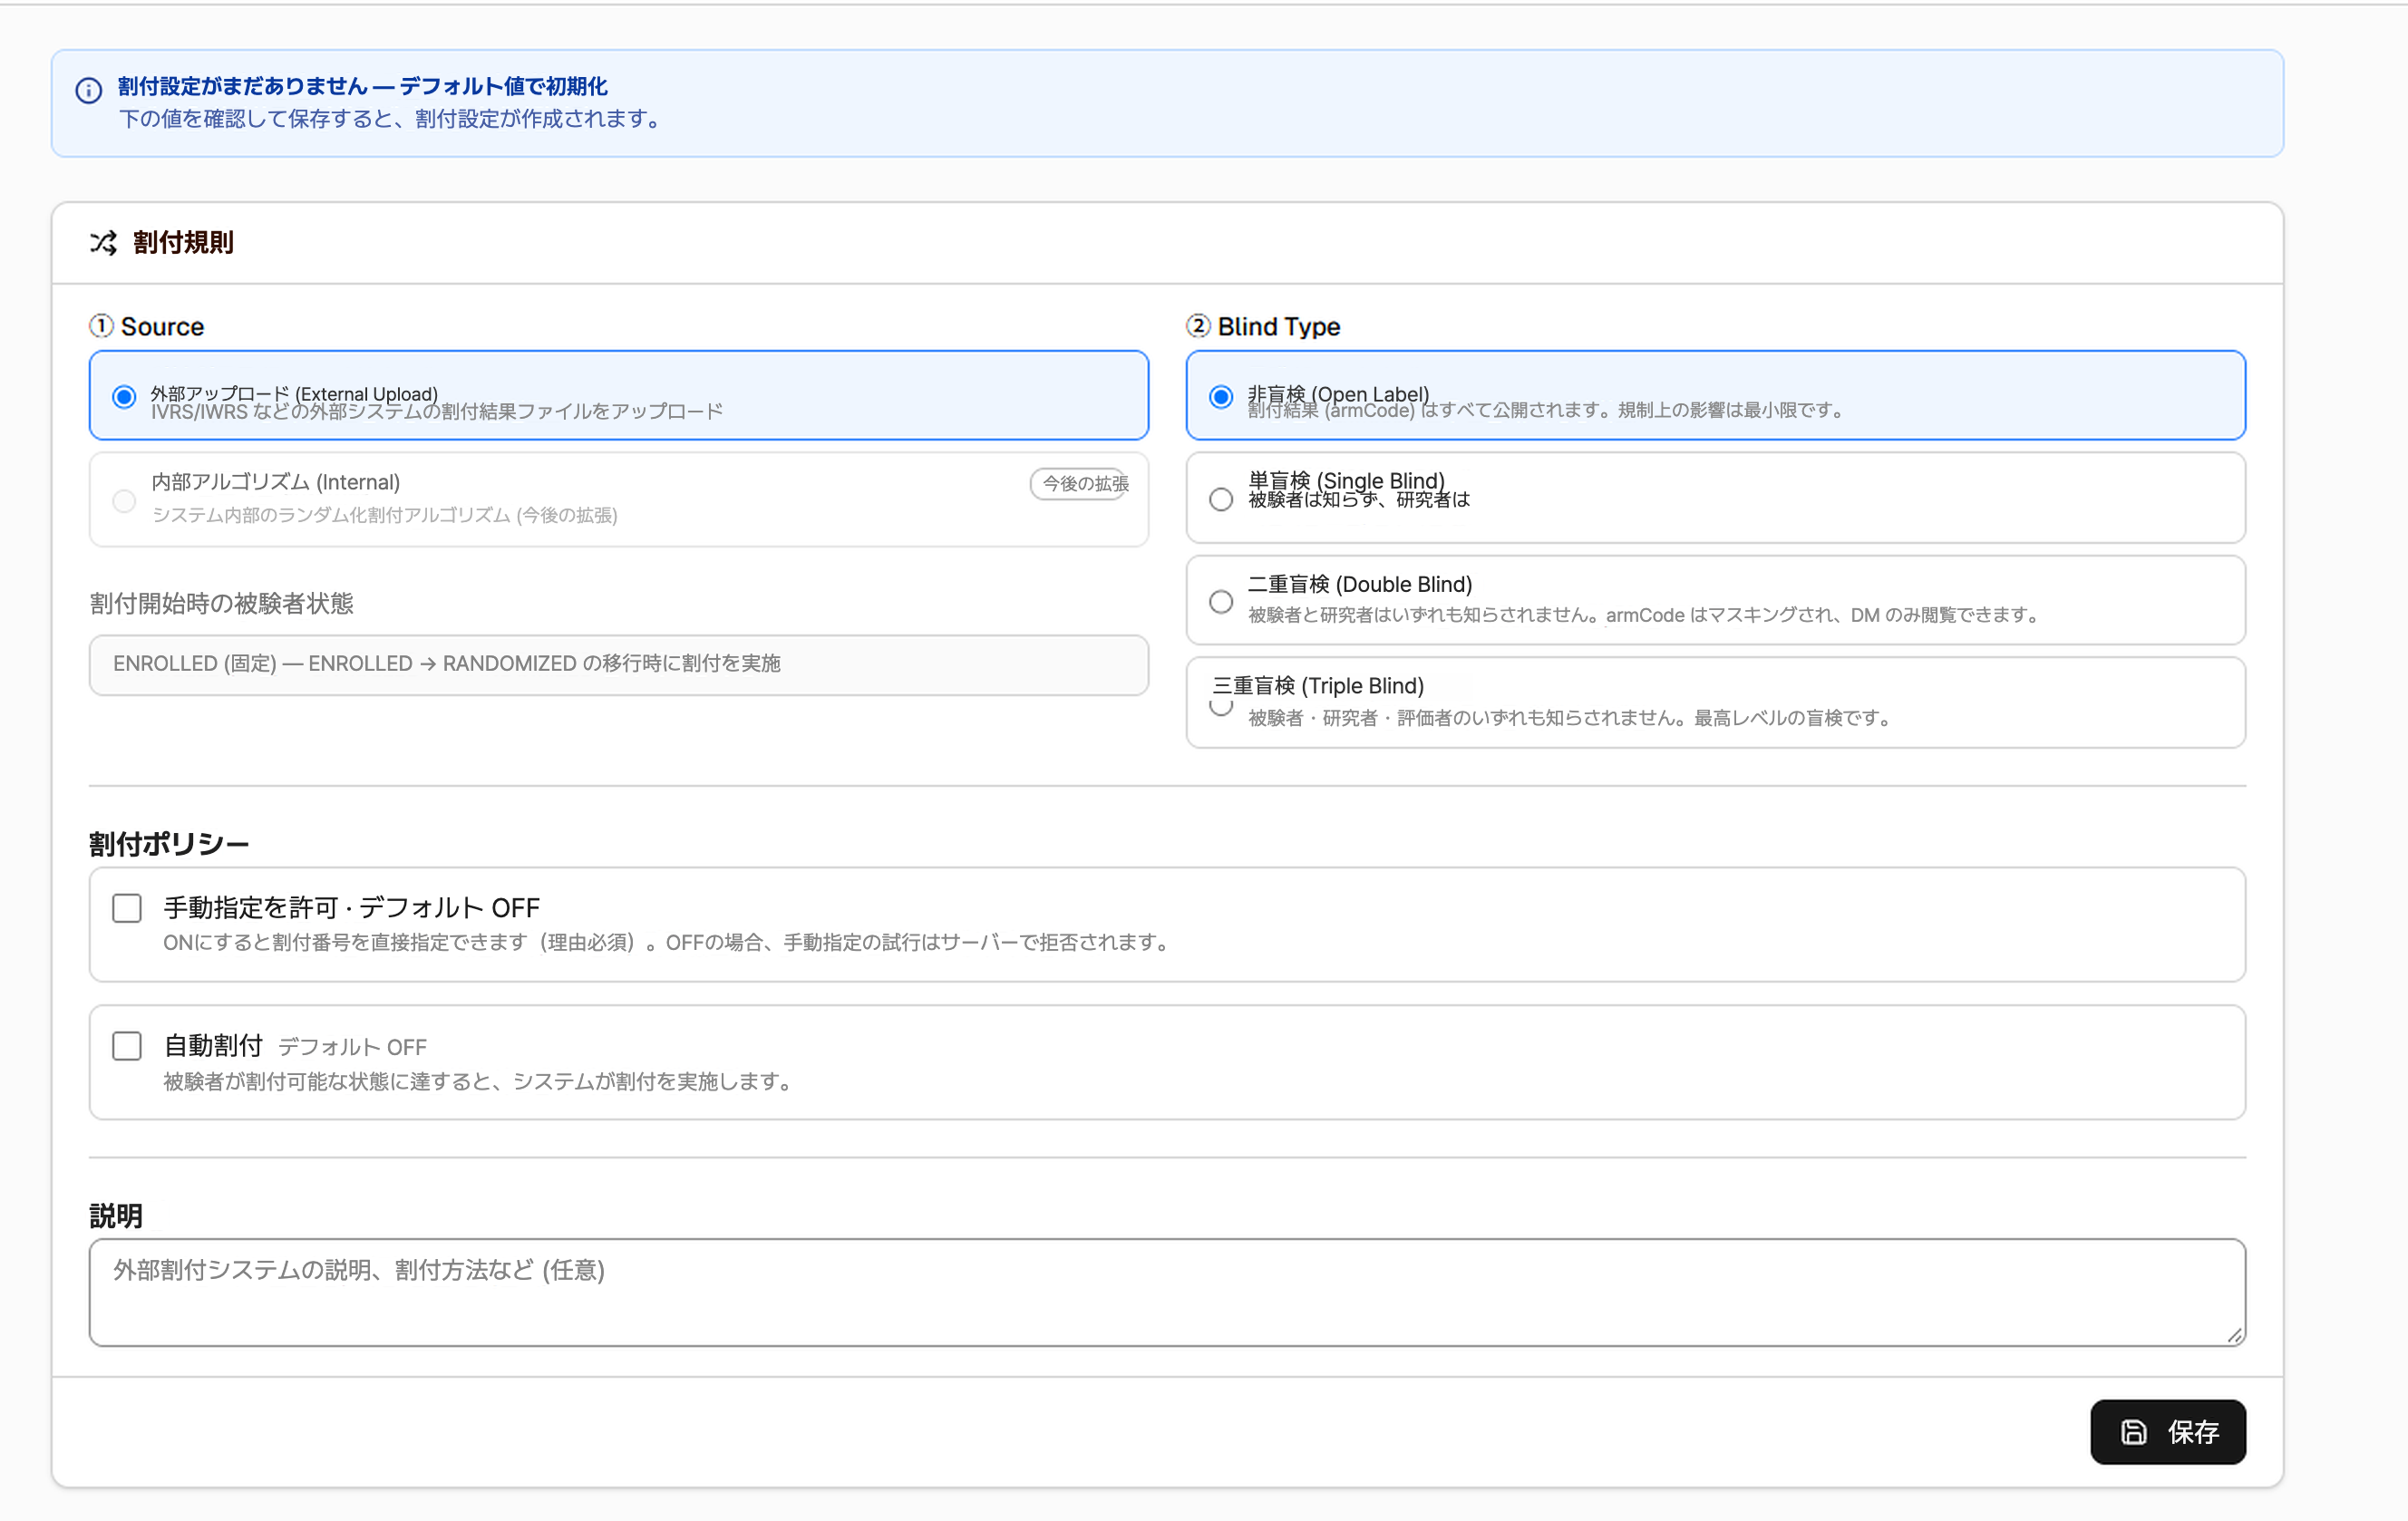 割付設定がまだありません — デフォルト値で初期化
下の値を確認して保存すると、割付設定が作成されます。
割付規則
① Source
外部アップロード (External Upload)
IVRS/IWRS などの外部システムの割付結果ファイルをアップロード
内部アルゴリズム (Internal)
今後の拡張
システム内部のランダム化割付アルゴリズム (今後の拡張)
割付開始時の被験者状態
ENROLLED (固定) — ENROLLED → RANDOMIZED の移行時に割付を実施
② Blind Type
非盲検 (Open Label)
割付結果 (armCode) はすべて公開されます。規制上の影響は最小限です。
単盲検 (Single Blind)
被験者は知らず、研究者は
二重盲検 (Double Blind)
被験者と研究者はいずれも知らされません。armCode はマスキングされ、DM のみ閲覧できます。
三重盲検 (Triple Blind)
被験者・研究者・評価者のいずれも知らされません。最高レベルの盲検です。
割付ポリシー
手動指定を許可 · デフォルト OFF
ONにすると割付番号を直接指定できます（理由必須）。OFFの場合、手動指定の試行はサーバーで拒否されます。
自動割付 デフォルト OFF
被験者が割付可能な状態に達すると、システムが割付を実施します。
説明
外部割付システムの説明、割付方法など (任意)
保存